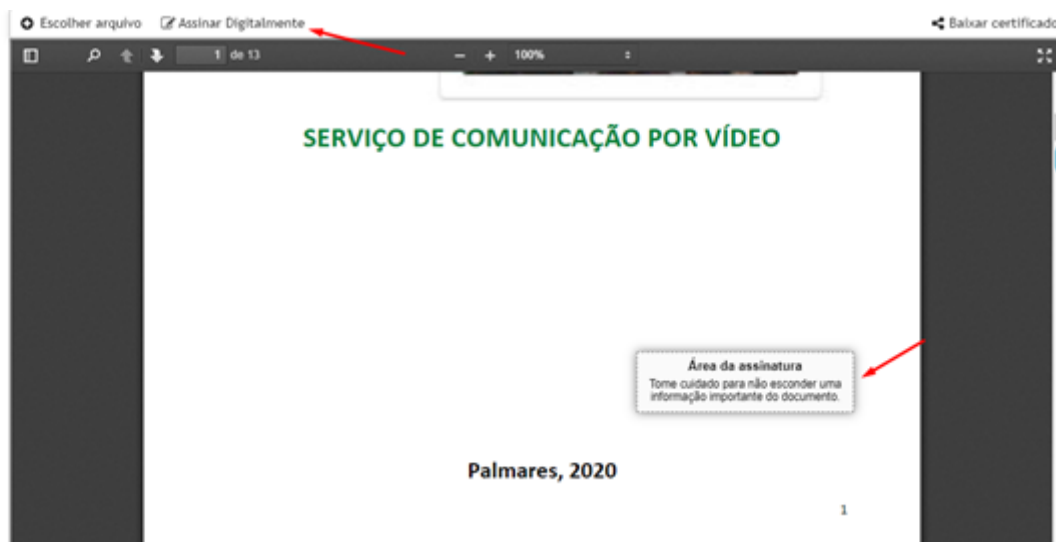 Escolher arquivo Assinar Digitalmente Baixar certificado
1 de 13 100%
SERVIÇO DE COMUNICAÇÃO POR VÍDEO
Área da assinatura
Tome cuidado para não esconder uma
informação importante do documento.
Palmares, 2020
1